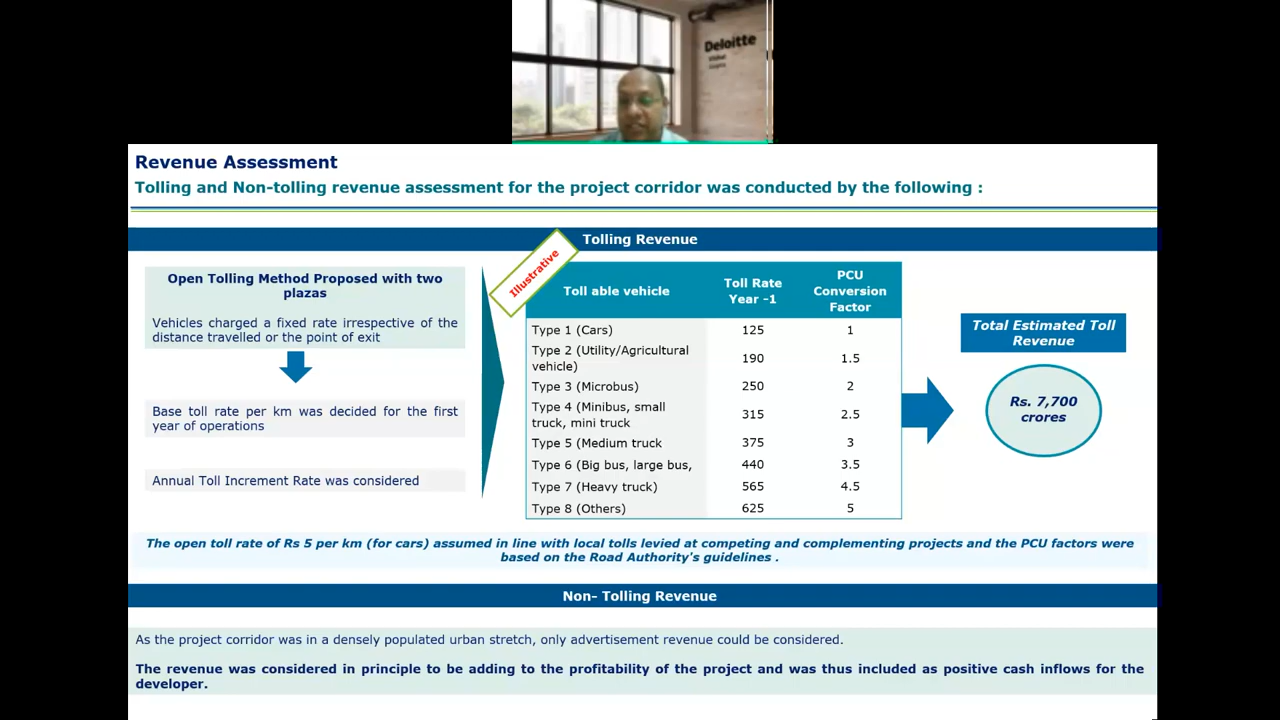 Deloitte
Revenue Assessment
Tolling and Non-tolling revenue assessment for the project corridor was conducted by the following :
Tolling Revenue
Open Tolling Method Proposed with two
plazas
Vehicles charged a fixed rate irrespective of the
distance travelled or the point of exit
Base toll rate per km was decided for the first
year of operations
Annual Toll Increment Rate was considered
Illustrative
Toll able vehicle Toll Rate Year -1 PCU Conversion Factor
Type 1 (Cars) 125 1
Type 2 (Utility/Agricultural
vehicle) 190 1.5
Type 3 (Microbus) 250 2
Type 4 (Minibus, small
truck, mini truck 315 2.5
Type 5 (Medium truck 375 3
Type 6 (Big bus, large bus, 440 3.5
Type 7 (Heavy truck) 565 4.5
Type 8 (Others) 625 5
Total Estimated Toll
Revenue
Rs. 7,700
crores
The open toll rate of Rs 5 per km (for cars) assumed in line with local tolls levied at competing and complementing projects and the PCU factors were
based on the Road Authority's guidelines .
Non- Tolling Revenue
As the project corridor was in a densely populated urban stretch, only advertisement revenue could be considered.
The revenue was considered in principle to be adding to the profitability of the project and was thus included as positive cash inflows for the
developer.